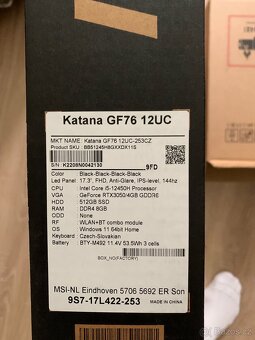 Katana GF76 12UC
MKT NAME: Katana GF76 12UC-253CZ
Product SKU: BB51245H8GXXDX11S
K2208N0042130
9FD
Color : Black-Black-Black-Black
Led Panel : 17.3", FHD, Anti-Glare, IPS-level, 144hz
CPU : Intel Core i5-12450H Processor
VGA : GeForce RTX3050/4GB GDDR6
HDD : 512GB SSD
RAM : DDR4 8GB
ODD : None
RF : WLAN+BT combo module
OS : Windows 11 64bit Home
Keyboard : Czech-Slovakian
Battery : BTY-M492 11.4V 53.5Wh 3 cells
BOX_NO(FACTORY)
MSI-NL Eindhoven 5706 5692 ER Son
9S7-17L422-253